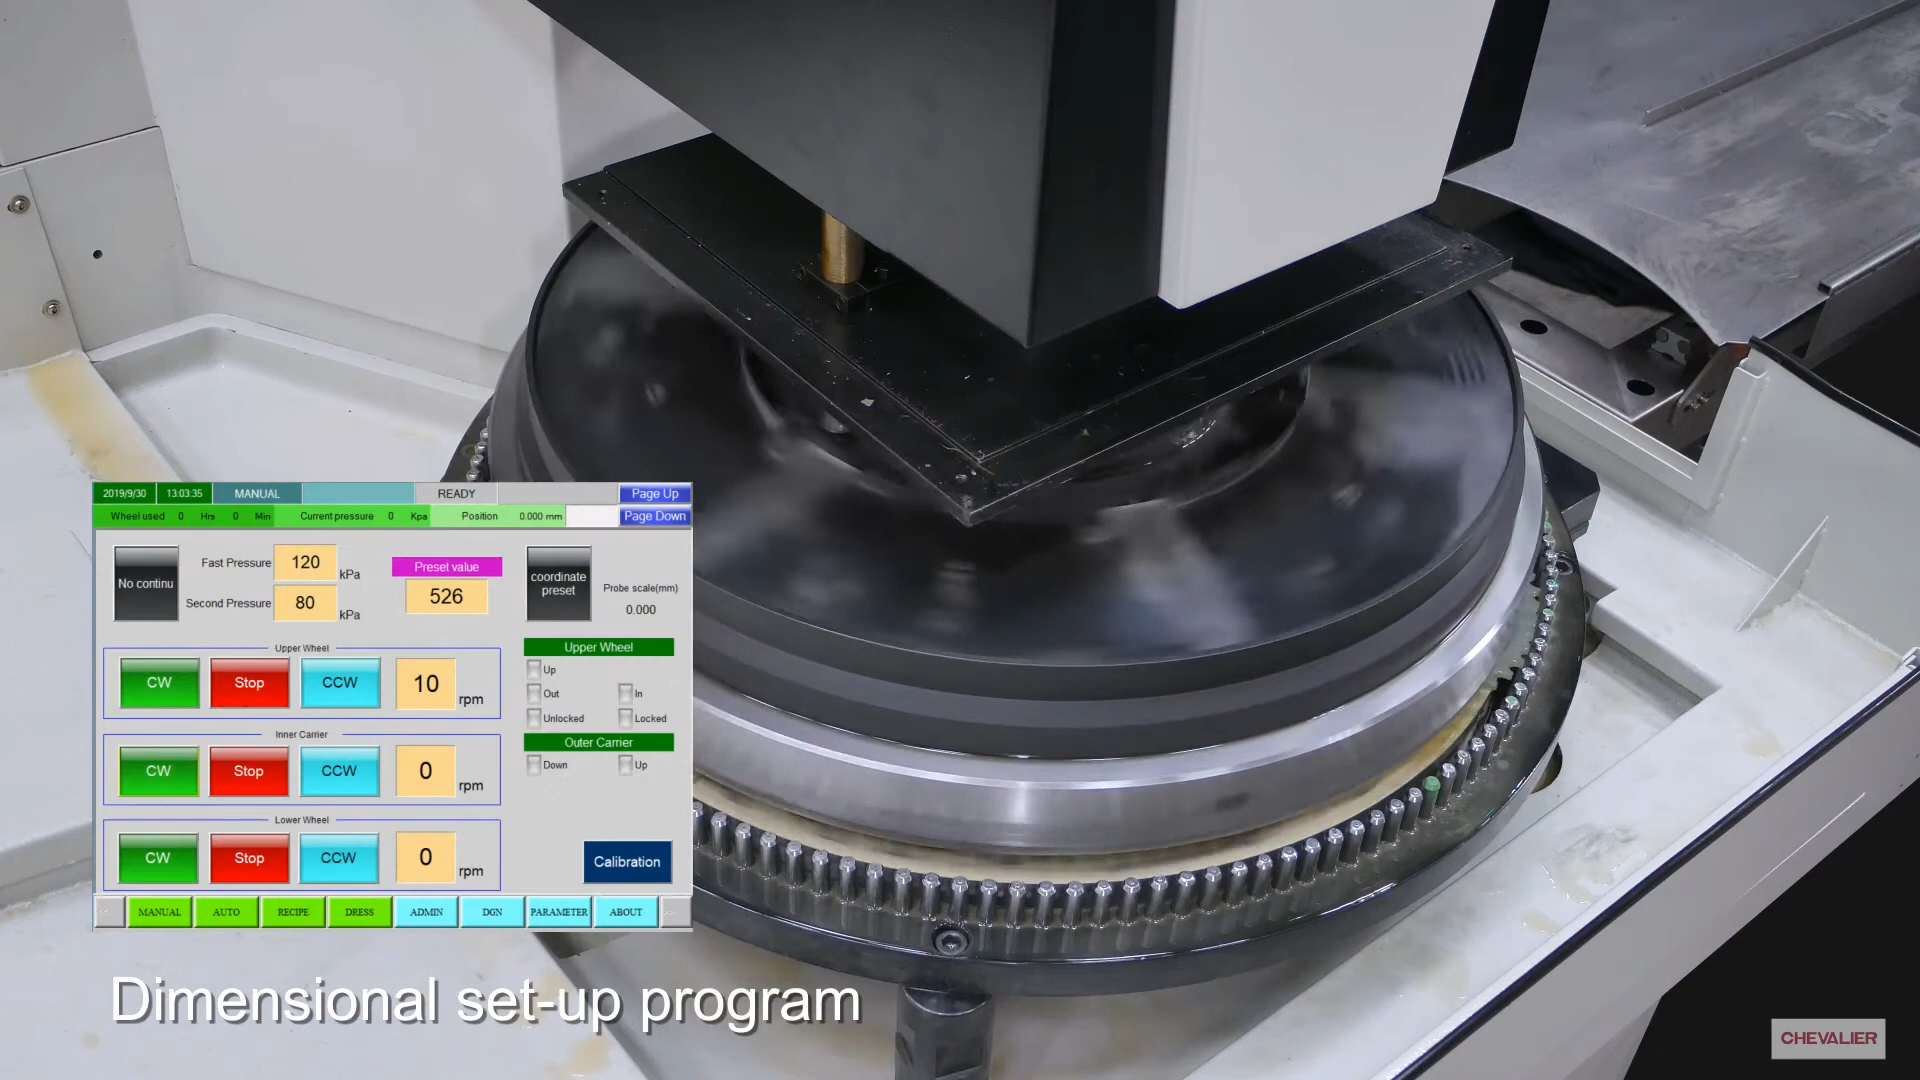 2019/9/30 13:03:35 MANUAL READY Page Up
Wheel used 0 Hrs 0 Min Current pressure 0 Kpa Position 0.000 mm Page Down
No continu
Fast Pressure 120 kPa
Second Pressure 80 kPa
Preset value
526
coordinate
preset
Probe scale(mm)
0.000
Upper Wheel
CW Stop CCW 10 rpm
Inner Carrier
CW Stop CCW 0 rpm
Lower Wheel
CW Stop CCW 0 rpm
Upper Wheel
Up
Out In
Unlocked Locked
Outer Carrier
Down Up
Calibration
MANUAL AUTO RECIPE DRESS ADMIN DGN PARAMETER ABOUT
Dimensional set-up program
CHEVALIER